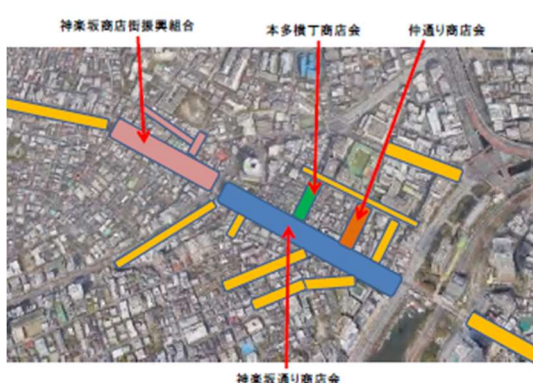 神楽坂商店街振興組合
本多横丁商店会
仲通り商店会
神楽坂通り商店会